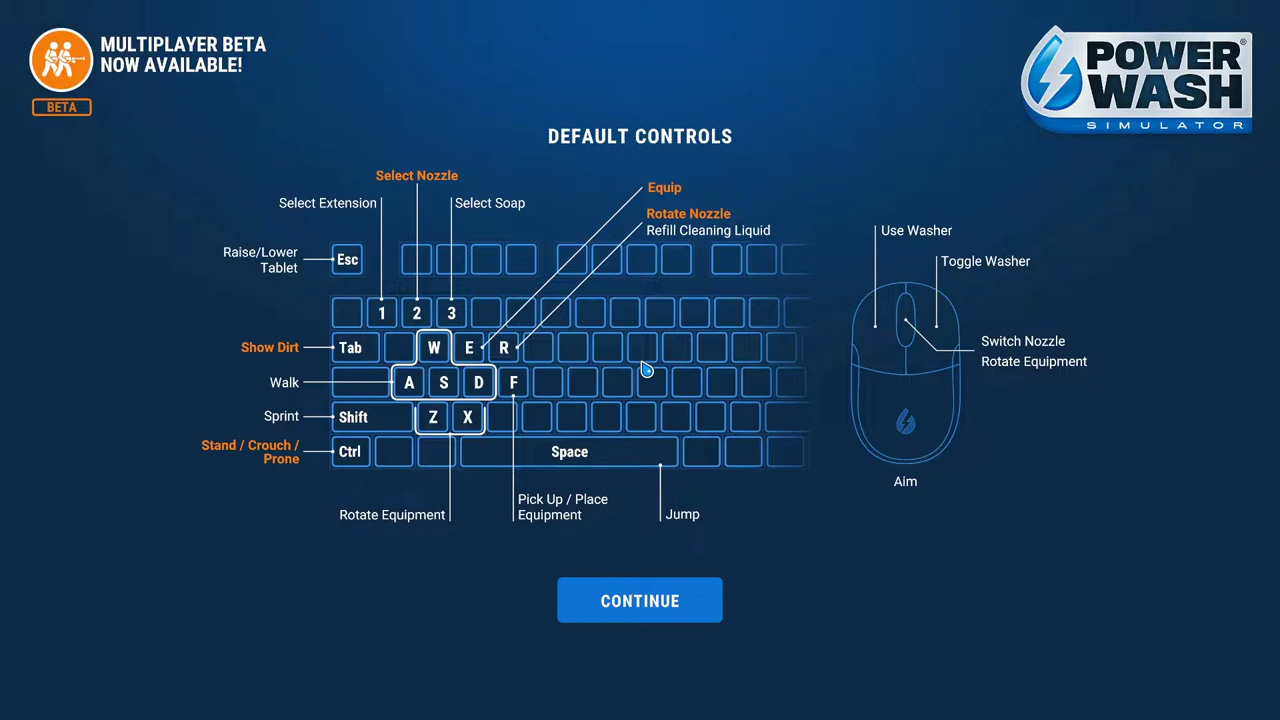 MULTIPLAYER BETA
NOW AVAILABLE!
BETA
POWER
WASH
SIMULATOR
®
DEFAULT CONTROLS
Select Nozzle
Select Extension
Select Soap
Equip
Rotate Nozzle
Refill Cleaning Liquid
Raise/Lower
Tablet
Esc
1 2 3
Show Dirt
Tab W E R
Walk
A S D F
Sprint
Shift Z X
Stand / Crouch /
Prone
Ctrl Space
Rotate Equipment
Pick Up / Place
Equipment
Jump
Use Washer
Toggle Washer
Switch Nozzle
Rotate Equipment
Aim
CONTINUE